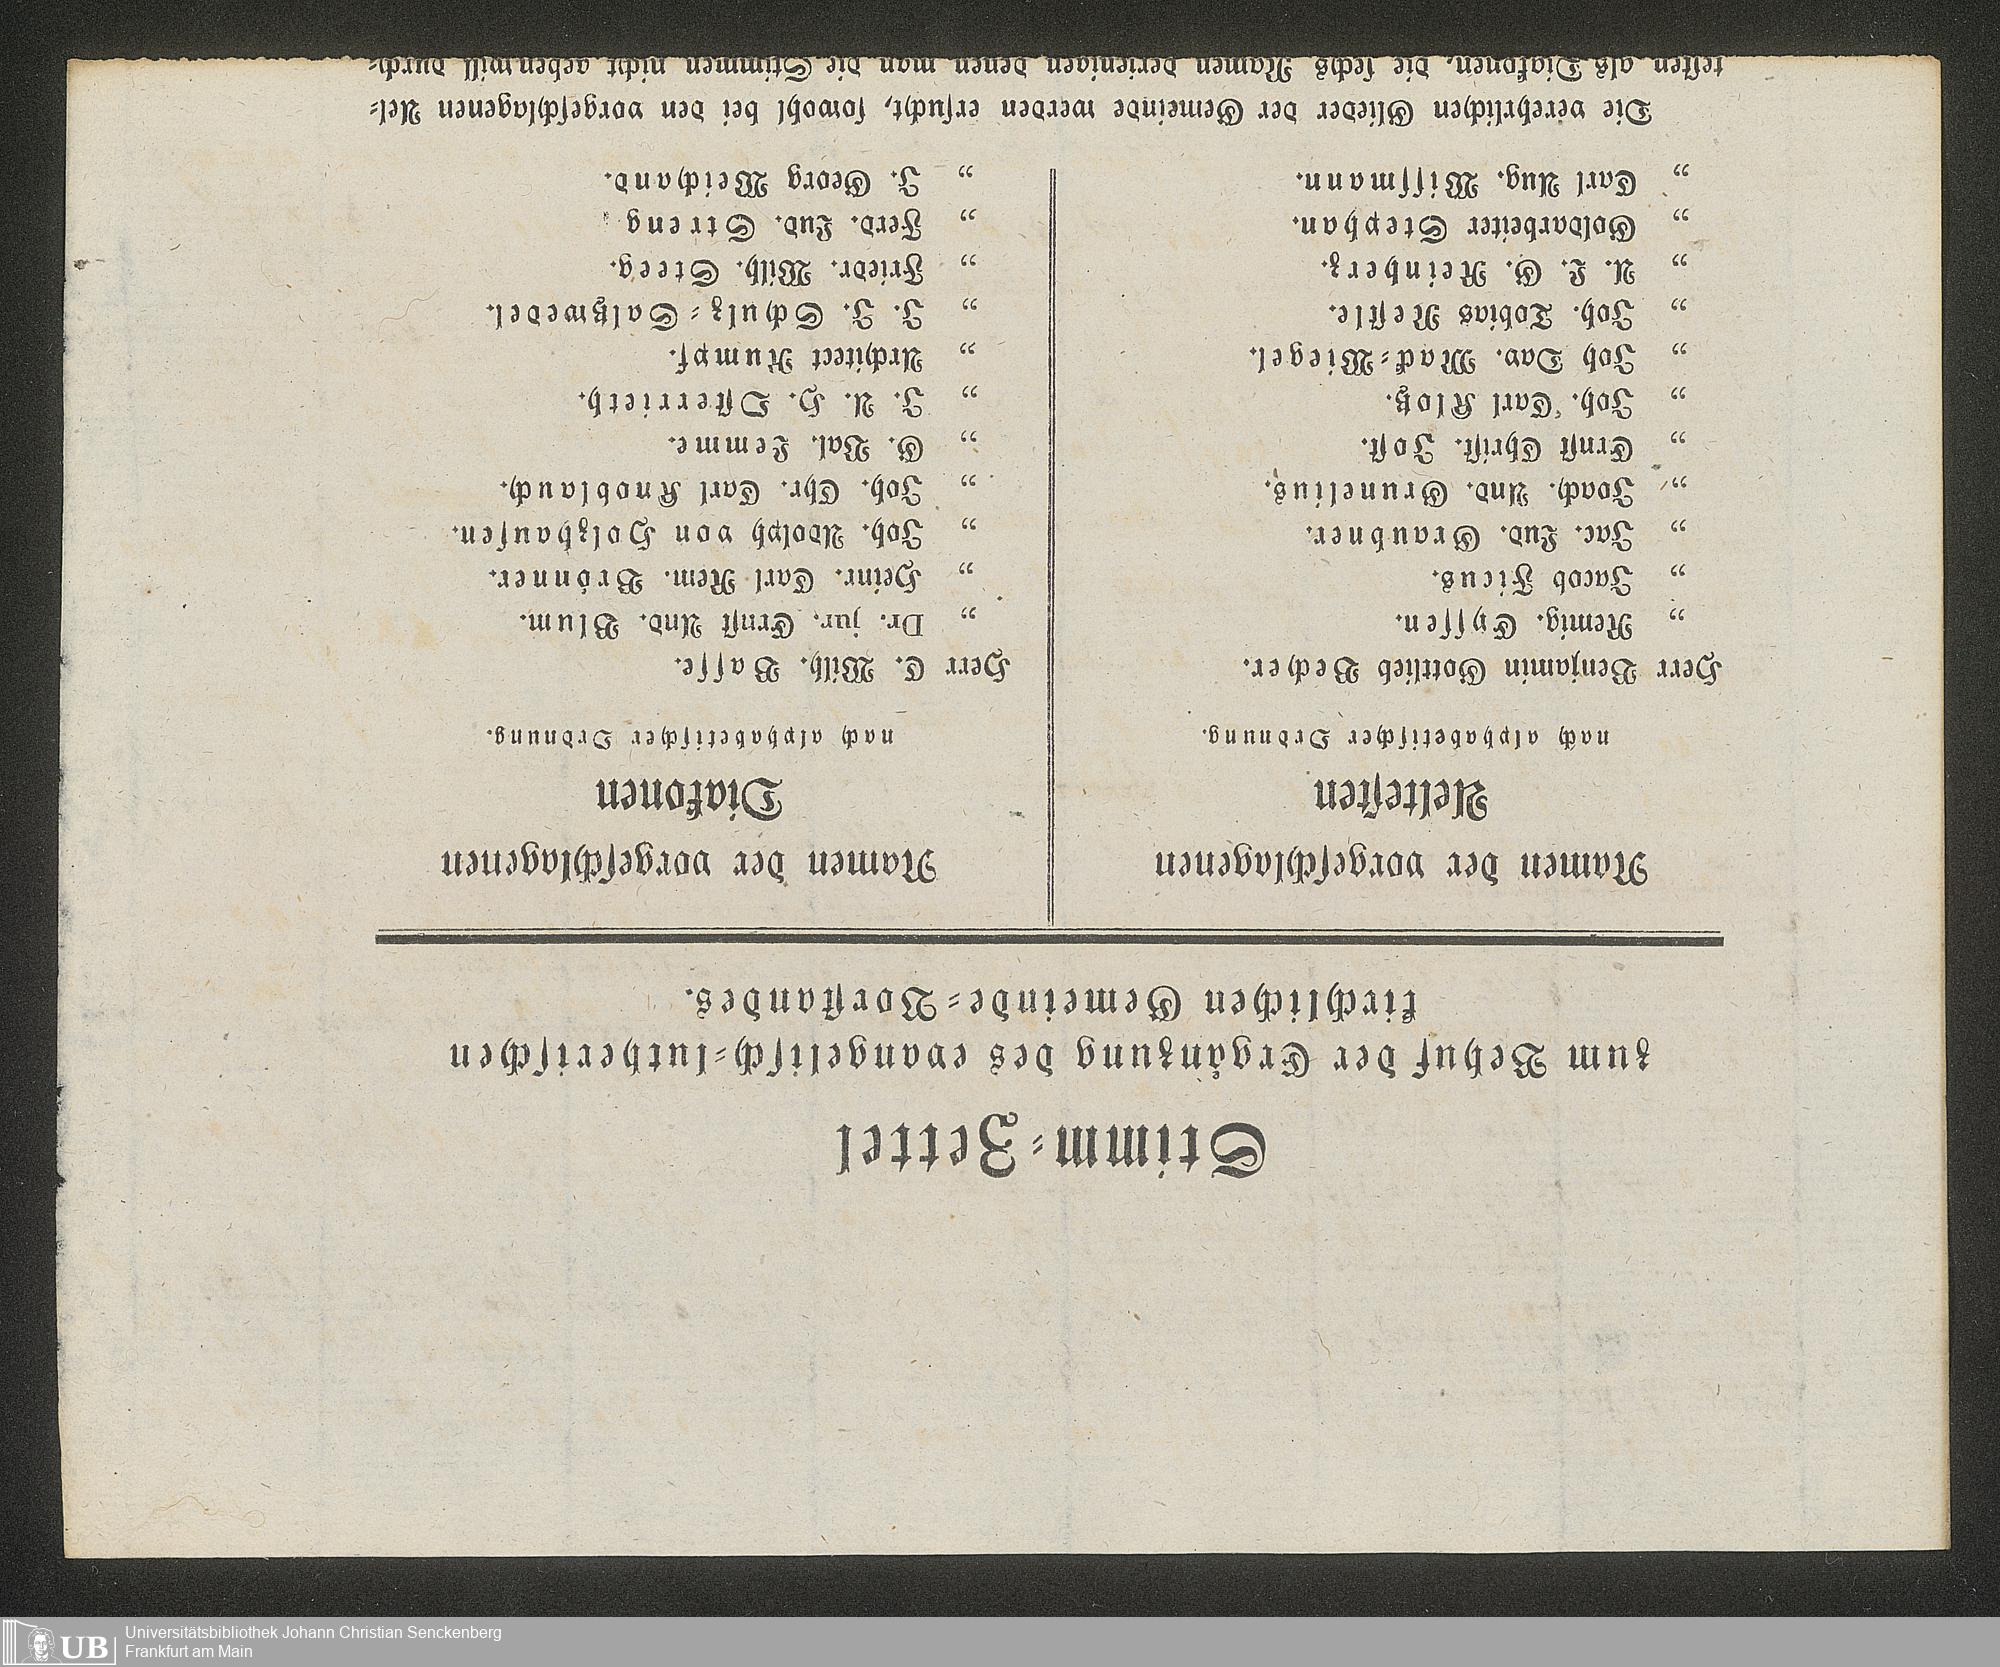 Stimm=Zettel
zum Behuf der Ergänzung des evangelisch=lutherischen
kirchlichen Gemeinde=Vorstandes.
Namen der vorgeschlagenen
Aeltesten
nach alphabetischer Ordnung.
Herr Benjamin Gottlieb Becher.
„ Remig. Eyssen.
„ Jacob Ficus.
„ Jac. Lud. Graubner.
„ Joach. And. Grunelius.
„ Ernst Christ. Jost.
„ Joh. Carl Klotz.
„ Joh Dav. Mack=Wiegel.
„ Joh. Tobias Nestle.
„ A. L. G. Reinherz.
„ Goldarbeiter Stephan.
„ Carl Aug. Wissmann.
Namen der vorgeschlagenen
Diakonen
nach alphabetischer Ordnung.
Herr C. Wilh. Basse.
„ Dr. jur. Ernst And. Blum.
„ Heinr. Carl Rem. Brönner.
„ Joh. Adolph von Holzhausen.
„ Joh. Chr. Carl Knoblauch.
„ G. Val. Lemme.
„ J. A. H. Osterrieth.
„ Architect Rumpf.
„ J. J. Schulz=Salzwedel.
„ Friedr. Wilh. Steeg.
„ Ferd. Lud. Streng
„ J. Georg Weichand.
Die verehrlichen Glieder der Gemeinde werden ersucht, sowohl bei den vorgeschlagenen Ael=
testen als Diakonen, die sechs Namen derjenigen denen man die Stimmen nicht geben will durch=
UB
Universitätsbibliothek Johann Christian Senckenberg
Frankfurt am Main